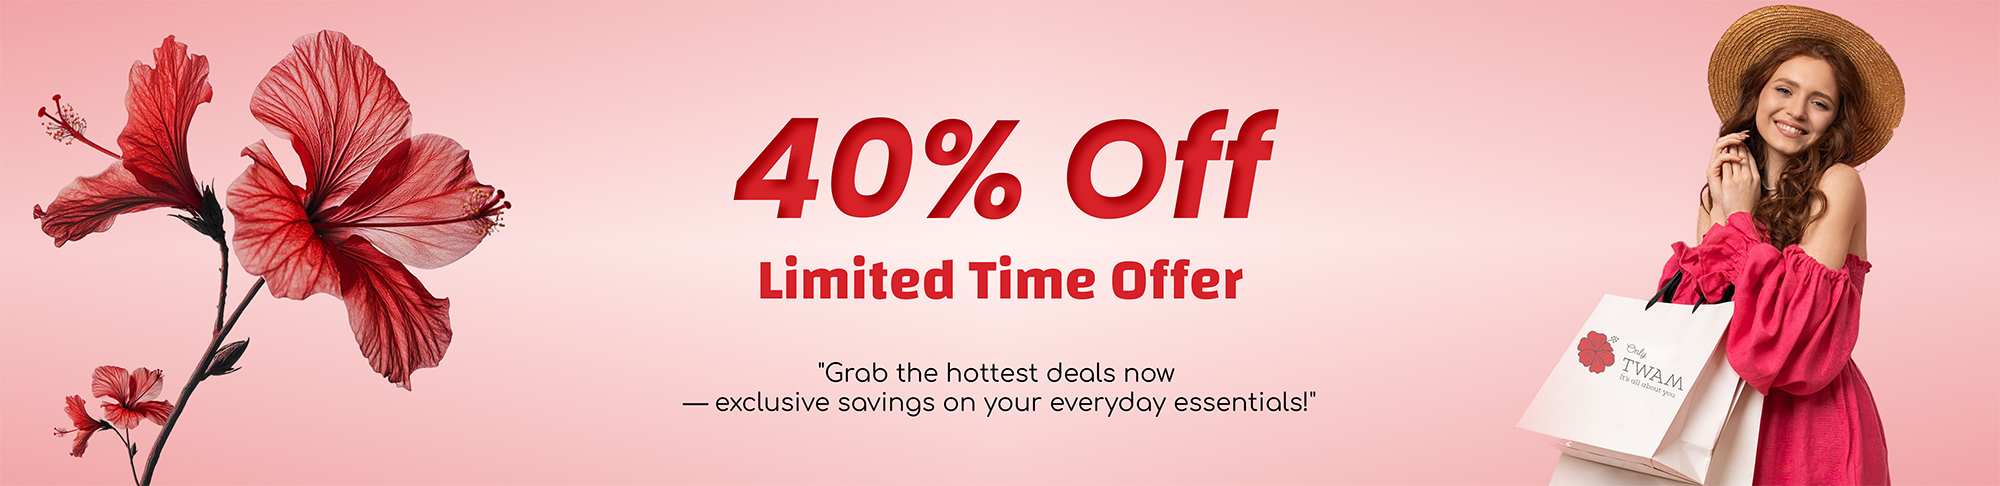 40% Off
Limited Time Offer
"Grab the hottest deals now
— exclusive savings on your everyday essentials!"
Only
TWAM
It's all about you